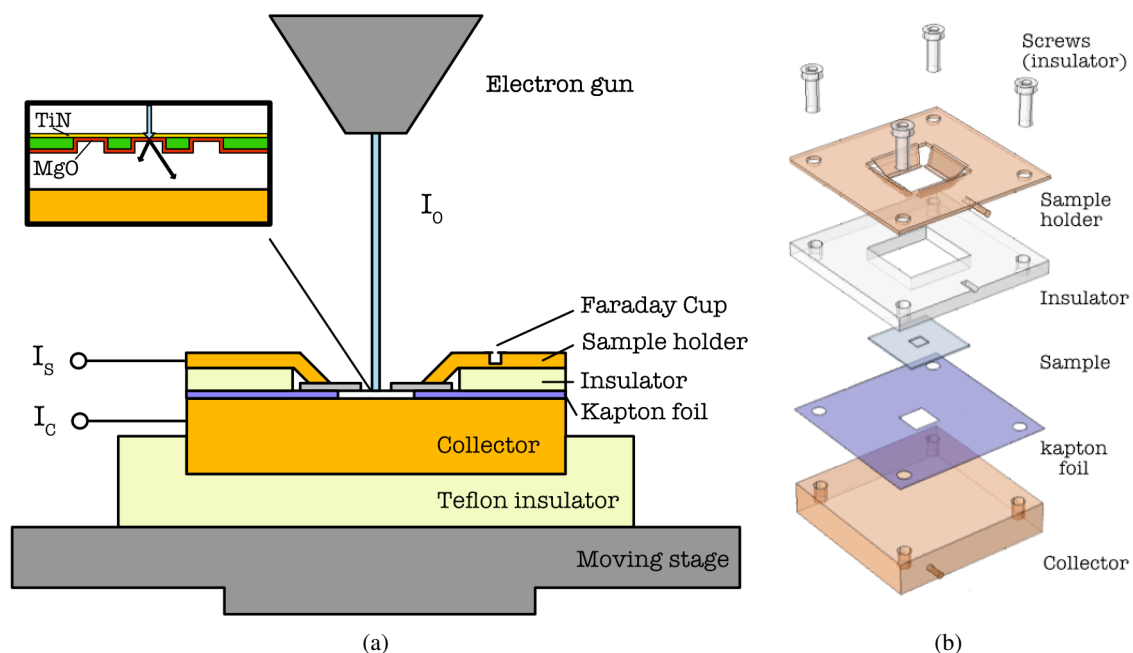 Electron gun
TiN
MgO
I0
Faraday Cup
Sample holder
Insulator
Kapton foil
IS
IC
Collector
Teflon insulator
Moving stage
(a)
Screws
(insulator)
Sample
holder
Insulator
Sample
kapton
foil
Collector
(b)